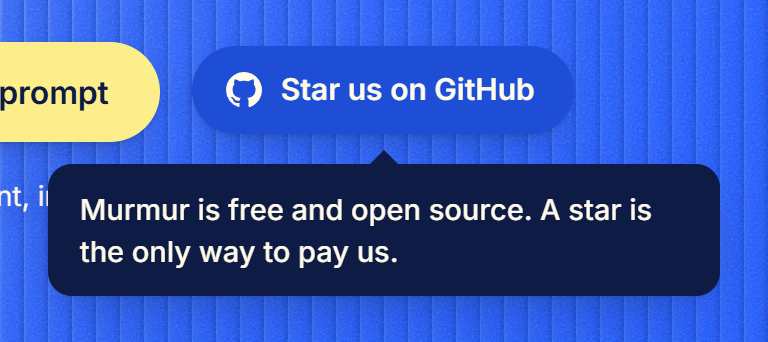 prompt
Star us on GitHub
nt,
Murmur is free and open source. A star is
the only way to pay us.